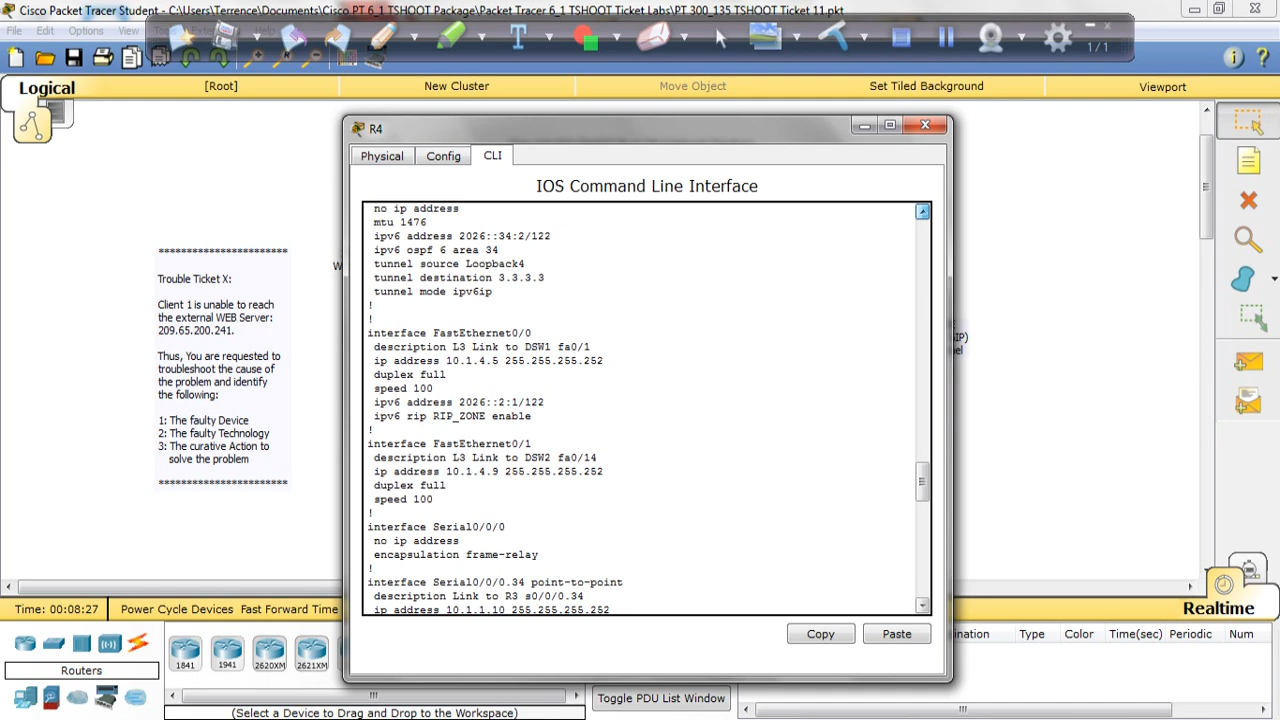 Cisco Packet Tracer Student - C:\Users\Terrence\Documents\Cisco PT 6_1 TSHOOT Package\Packet Tracer 6_1 TSHOOT Ticket Labs\PT 300_135 TSHOOT Ticket 11.pkt
File Edit Options View
1/1
Logical
[Root]
New Cluster
Move Object
Set Tiled Background
Viewport
R4
Physical Config CLI
IOS Command Line Interface
no ip address
mtu 1476
ipv6 address 2026::34:2/122
ipv6 ospf 6 area 34
tunnel source Loopback4
tunnel destination 3.3.3.3
tunnel mode ipv6ip
!
!
interface FastEthernet0/0
description L3 Link to DSW1 fa0/1
ip address 10.1.4.5 255.255.255.252
duplex full
speed 100
ipv6 address 2026::2:1/122
ipv6 rip RIP_ZONE enable
!
interface FastEthernet0/1
description L3 Link to DSW2 fa0/14
ip address 10.1.4.9 255.255.255.252
duplex full
speed 100
!
interface Serial0/0/0
no ip address
encapsulation frame-relay
!
interface Serial0/0/0.34 point-to-point
description Link to R3 s0/0/0.34
ip address 10.1.1.10 255.255.255.252
Copy Paste
***********************
Trouble Ticket X:
Client 1 is unable to reach
the external WEB Server:
209.65.200.241.
Thus, You are requested to
troubleshoot the cause of
the problem and identify
the following:
1: The faulty Device
2: The faulty Technology
3: The curative Action to
solve the problem
***********************
W
SIP)
el
Time: 00:08:27
Power Cycle Devices Fast Forward Time
Realtime
Routers
1841
1941
2620XM
2621XM
(Select a Device to Drag and Drop to the Workspace)
Toggle PDU List Window
ination Type Color Time(sec) Periodic Num